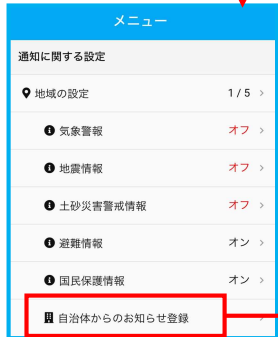 メニュー
通知に関する設定
地域の設定 1 / 5
気象警報 オフ
地震情報 オフ
土砂災害警戒情報 オフ
避難情報 オン
国民保護情報 オン
自治体からのお知らせ登録